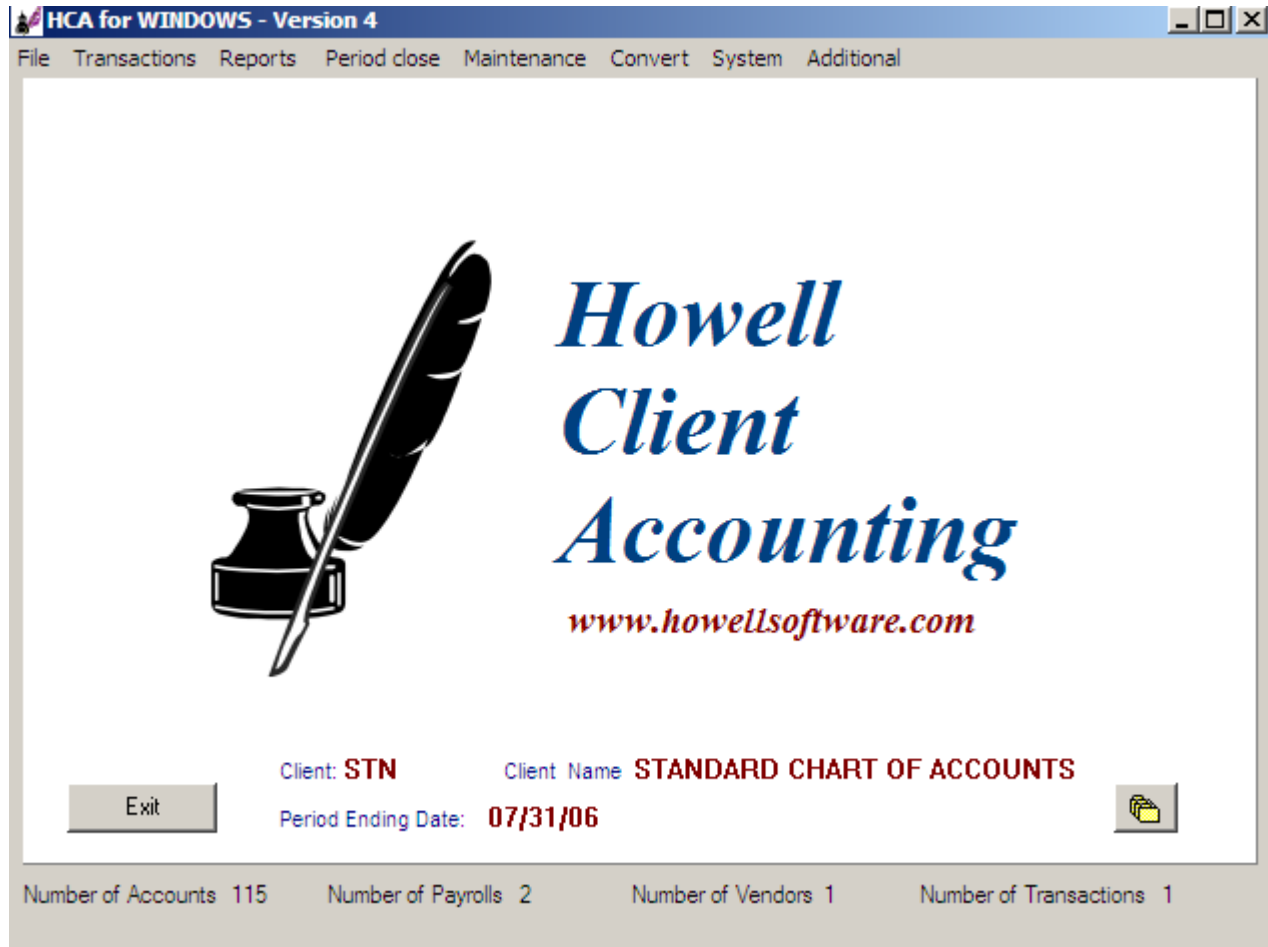 HCA for WINDOWS - Version 4
File Transactions Reports Period close Maintenance Convert System Additional
Howell
Client
Accounting
www.howellsoftware.com
Client: STN Client Name STANDARD CHART OF ACCOUNTS
Exit
Period Ending Date: 07/31/06
Number of Accounts 115 Number of Payrolls 2 Number of Vendors 1 Number of Transactions 1